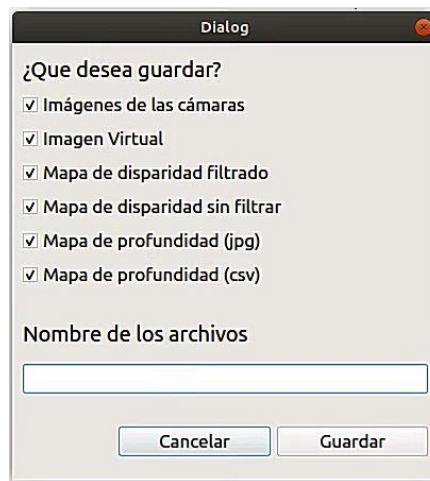 Dialog
¿Que desea guardar?
Imágenes de las cámaras
Imagen Virtual
Mapa de disparidad filtrado
Mapa de disparidad sin filtrar
Mapa de profundidad (jpg)
Mapa de profundidad (csv)
Nombre de los archivos
Cancelar Guardar